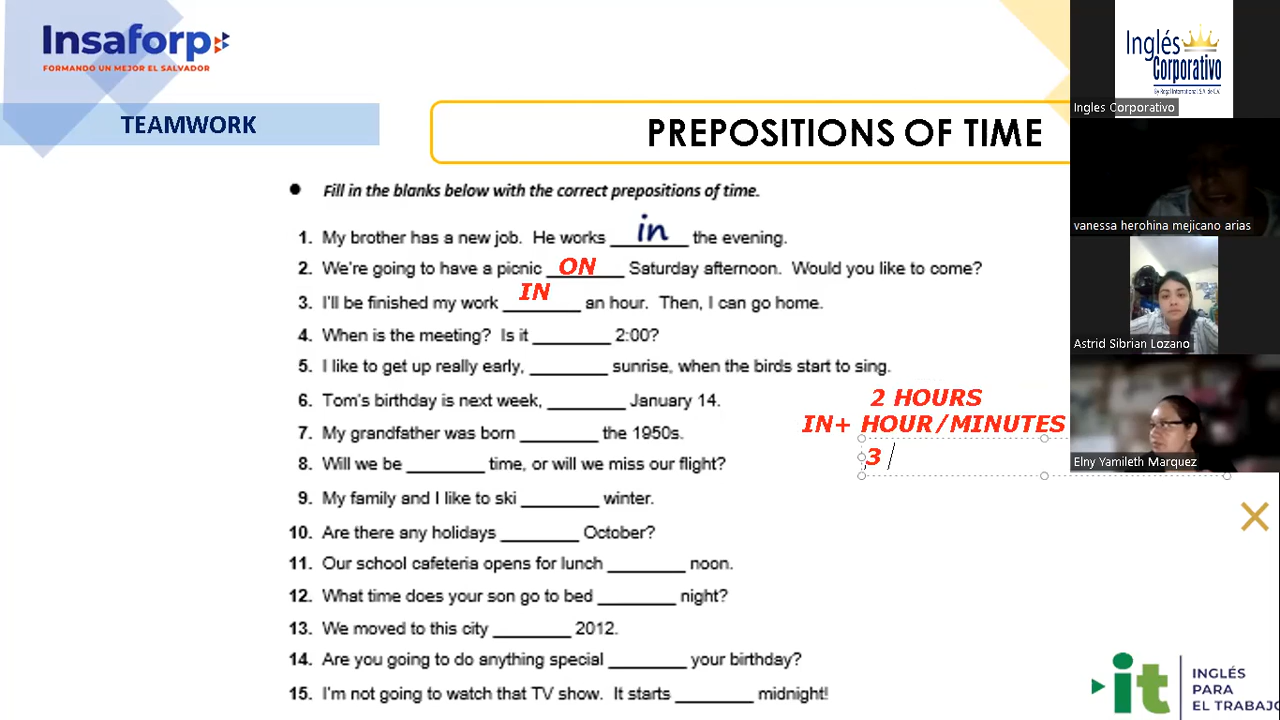 Insaforp
FORMANDO UN MEJOR EL SALVADOR
TEAMWORK
PREPOSITIONS OF TIME
● Fill in the blanks below with the correct prepositions of time.
1. My brother has a new job. He works in the evening.
2. We're going to have a picnic ON Saturday afternoon. Would you like to come?
3. I'll be finished my work IN an hour. Then, I can go home.
4. When is the meeting? Is it ________ 2:00?
5. I like to get up really early, ________ sunrise, when the birds start to sing.
6. Tom's birthday is next week, ________ January 14.
7. My grandfather was born ________ the 1950s.
8. Will we be ________ time, or will we miss our flight?
9. My family and I like to ski ________ winter.
10. Are there any holidays ________ October?
11. Our school cafeteria opens for lunch ________ noon.
12. What time does your son go to bed ________ night?
13. We moved to this city ________ 2012.
14. Are you going to do anything special ________ your birthday?
15. I'm not going to watch that TV show. It starts ________ midnight!
2 HOURS
IN+ HOUR/MINUTES
3
Inglés
Corporativo
Ingles Corporativo
vanessa herohina mejicano arias
Astrid Sibrian Lozano
Elny Yamileth Marquez
it
INGLÉS
PARA
EL TRABAJO